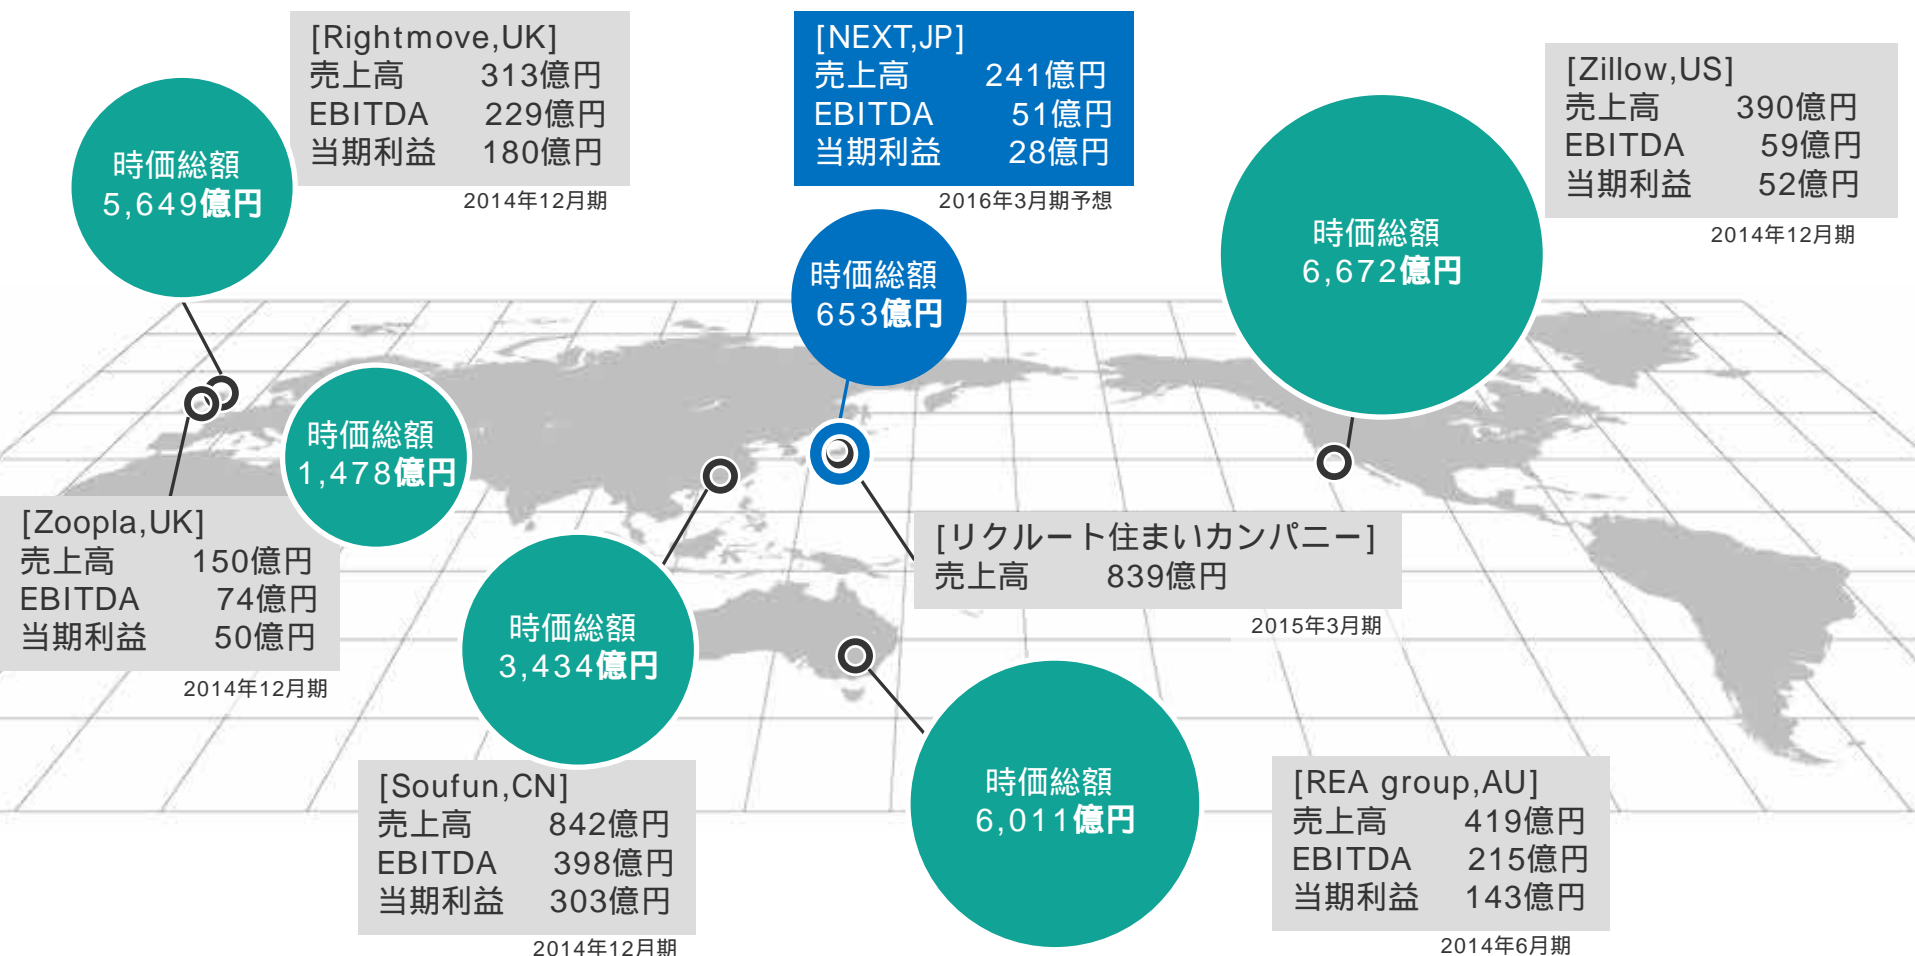 [Rightmove,UK]
売上高 313億円
EBITDA 229億円
当期利益 180億円
2014年12月期
時価総額
5,649億円
[NEXT,JP]
売上高 241億円
EBITDA 51億円
当期利益 28億円
2016年3月期予想
時価総額
653億円
[Zillow,US]
売上高 390億円
EBITDA 59億円
当期利益 52億円
2014年12月期
時価総額
6,672億円
時価総額
1,478億円
[Zoopla,UK]
売上高 150億円
EBITDA 74億円
当期利益 50億円
2014年12月期
[リクルート住まいカンパニー]
売上高 839億円
2015年3月期
時価総額
3,434億円
[Soufun,CN]
売上高 842億円
EBITDA 398億円
当期利益 303億円
2014年12月期
時価総額
6,011億円
[REA group,AU]
売上高 419億円
EBITDA 215億円
当期利益 143億円
2014年6月期